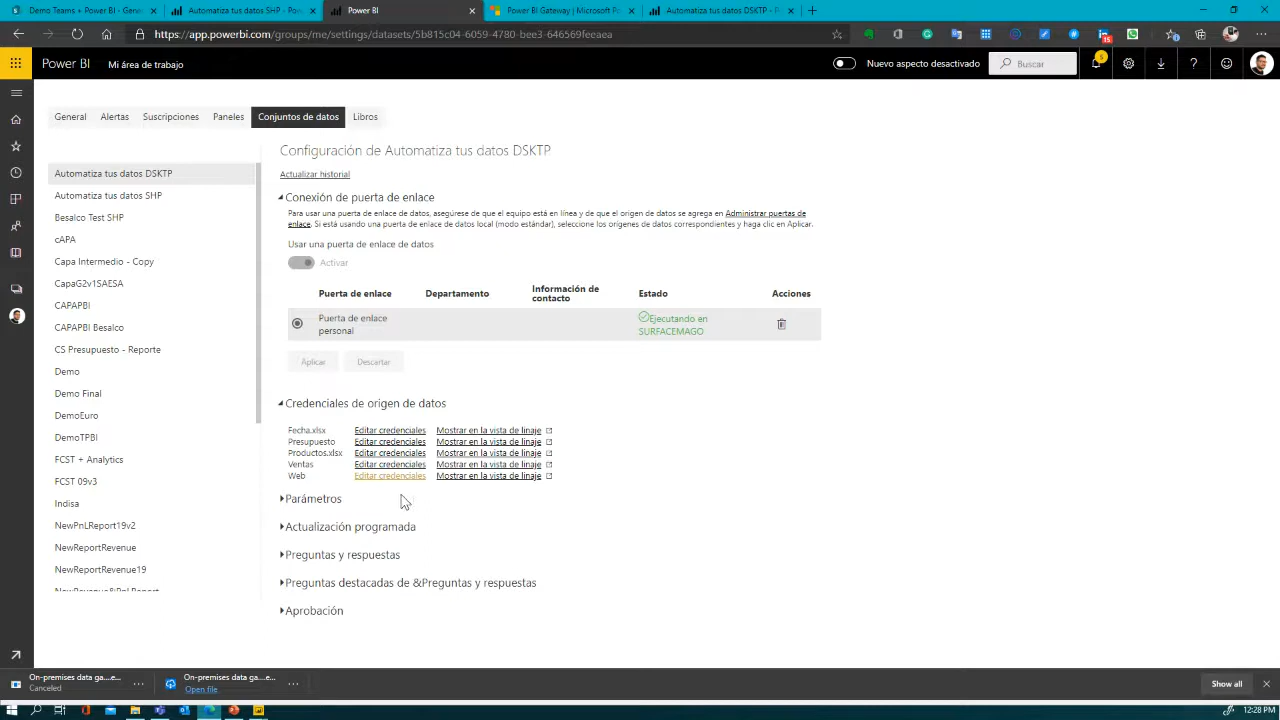 Demo Teams + Power BI - Gener
Automatiza tus datos SHP - Pow
Power BI
Power BI Gateway | Microsoft Po
Automatiza tus datos DSKTP - P
https://app.powerbi.com/groups/me/settings/datasets/5b815c04-6059-4780-bee3-646569feeaea
15
Power BI
Mi área de trabajo
Nuevo aspecto desactivado
Buscar
5
General
Alertas
Suscripciones
Paneles
Conjuntos de datos
Libros
Automatiza tus datos DSKTP
Automatiza tus datos SHP
Besalco Test SHP
cAPA
Capa Intermedio - Copy
CapaG2v1SAESA
CAPAPBI
CAPAPBI Besalco
CS Presupuesto - Reporte
Demo
Demo Final
DemoEuro
DemoTPBI
FCST + Analytics
FCST 09v3
Indisa
NewPnLReport19v2
NewReportRevenue
NewReportRevenue19
NewRevenue&PnLReport
Configuración de Automatiza tus datos DSKTP
Actualizar historial
Conexión de puerta de enlace
Para usar una puerta de enlace de datos, asegúrese de que el equipo está en línea y de que el origen de datos se agrega en Administrar puertas de
enlace. Si está usando una puerta de enlace de datos local (modo estándar), seleccione los orígenes de datos correspondientes y haga clic en Aplicar.
Usar una puerta de enlace de datos
Activar
Puerta de enlace
Departamento
Información de
contacto
Estado
Acciones
Puerta de enlace
personal
Ejecutando en
SURFACEMAGO
Aplicar
Descartar
Credenciales de origen de datos
Fecha.xlsx Editar credenciales Mostrar en la vista de linaje
Presupuesto Editar credenciales Mostrar en la vista de linaje
Productos.xlsx Editar credenciales Mostrar en la vista de linaje
Ventas Editar credenciales Mostrar en la vista de linaje
Web Editar credenciales Mostrar en la vista de linaje
Parámetros
Actualización programada
Preguntas y respuestas
Preguntas destacadas de &Preguntas y respuestas
Aprobación
On-premises data ga....e...
Canceled
On-premises data ga....e...
Open file
Show all
12:28 PM